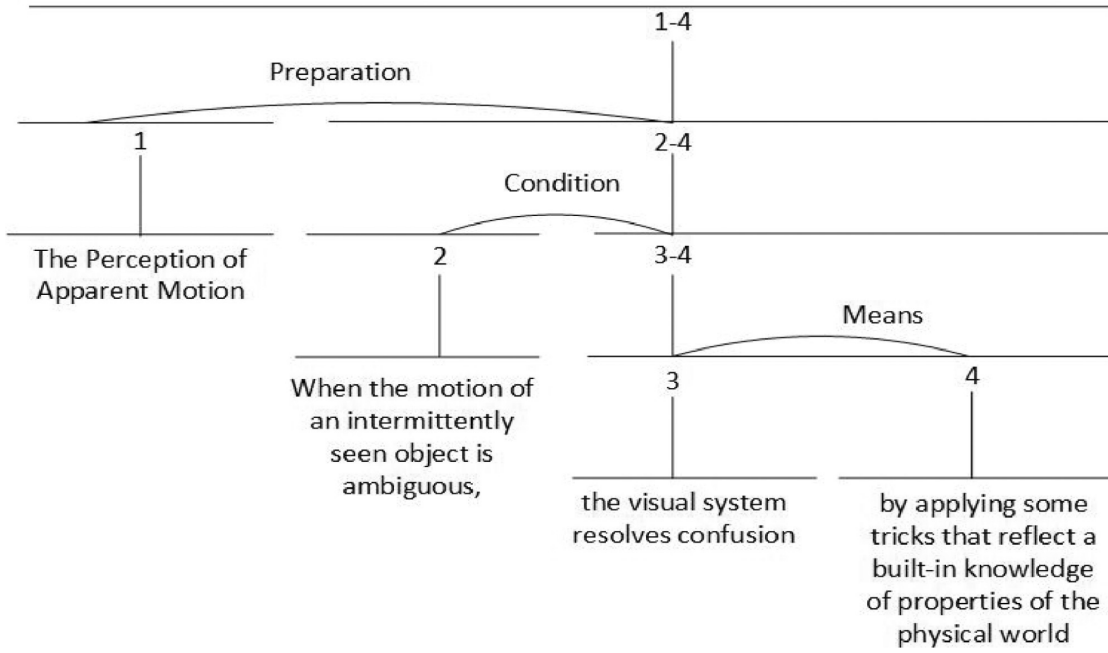 1-4
Preparation
1
2-4
Condition
The Perception of
Apparent Motion
2
3-4
Means
When the motion of
an intermittently
seen object is
ambiguous,
3
4
the visual system
resolves confusion
by applying some
tricks that reflect a
built-in knowledge
of properties of the
physical world